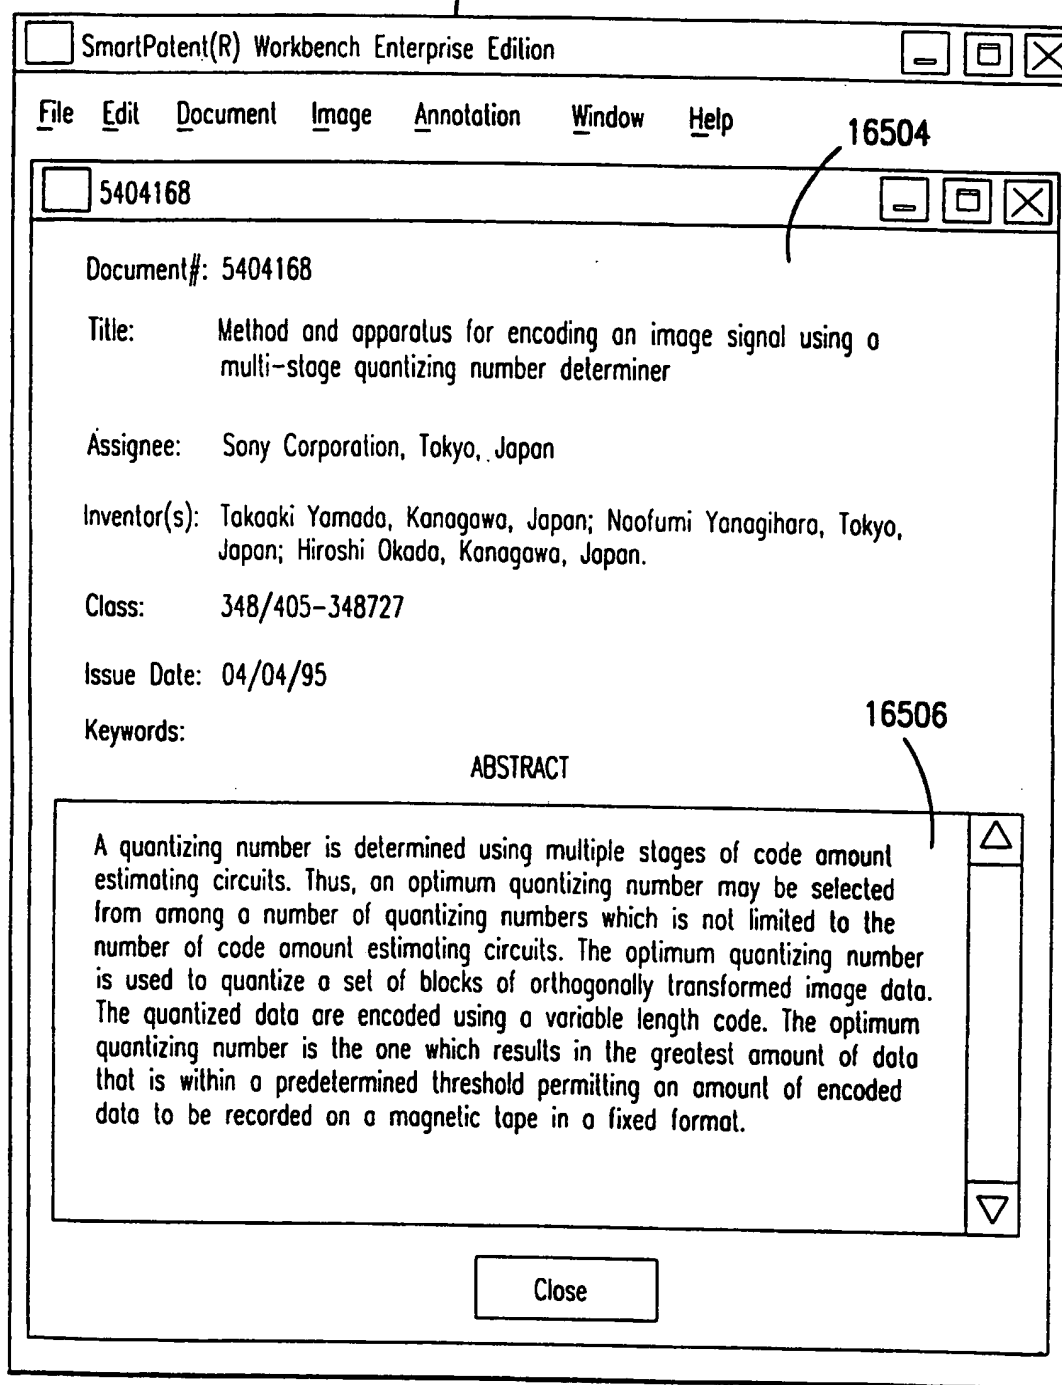 SmartPatent(R) Workbench Enterprise Edition
File Edit Document Image Annotation Window Help
16504
5404168
Document#: 5404168
Title: Method and apparatus for encoding an image signal using a
multi-stage quantizing number determiner
Assignee: Sony Corporation, Tokyo, Japan
Inventor(s): Takaaki Yamada, Kanagawa, Japan; Naofumi Yanagihara, Tokyo,
Japan; Hiroshi Okada, Kanagawa, Japan.
Class: 348/405-348727
Issue Date: 04/04/95
Keywords:
16506
ABSTRACT
A quantizing number is determined using multiple stages of code amount
estimating circuits. Thus, an optimum quantizing number may be selected
from among a number of quantizing numbers which is not limited to the
number of code amount estimating circuits. The optimum quantizing number
is used to quantize a set of blocks of orthogonally transformed image data.
The quantized data are encoded using a variable length code. The optimum
quantizing number is the one which results in the greatest amount of data
that is within a predetermined threshold permitting an amount of encoded
data to be recorded on a magnetic tape in a fixed format.
Close